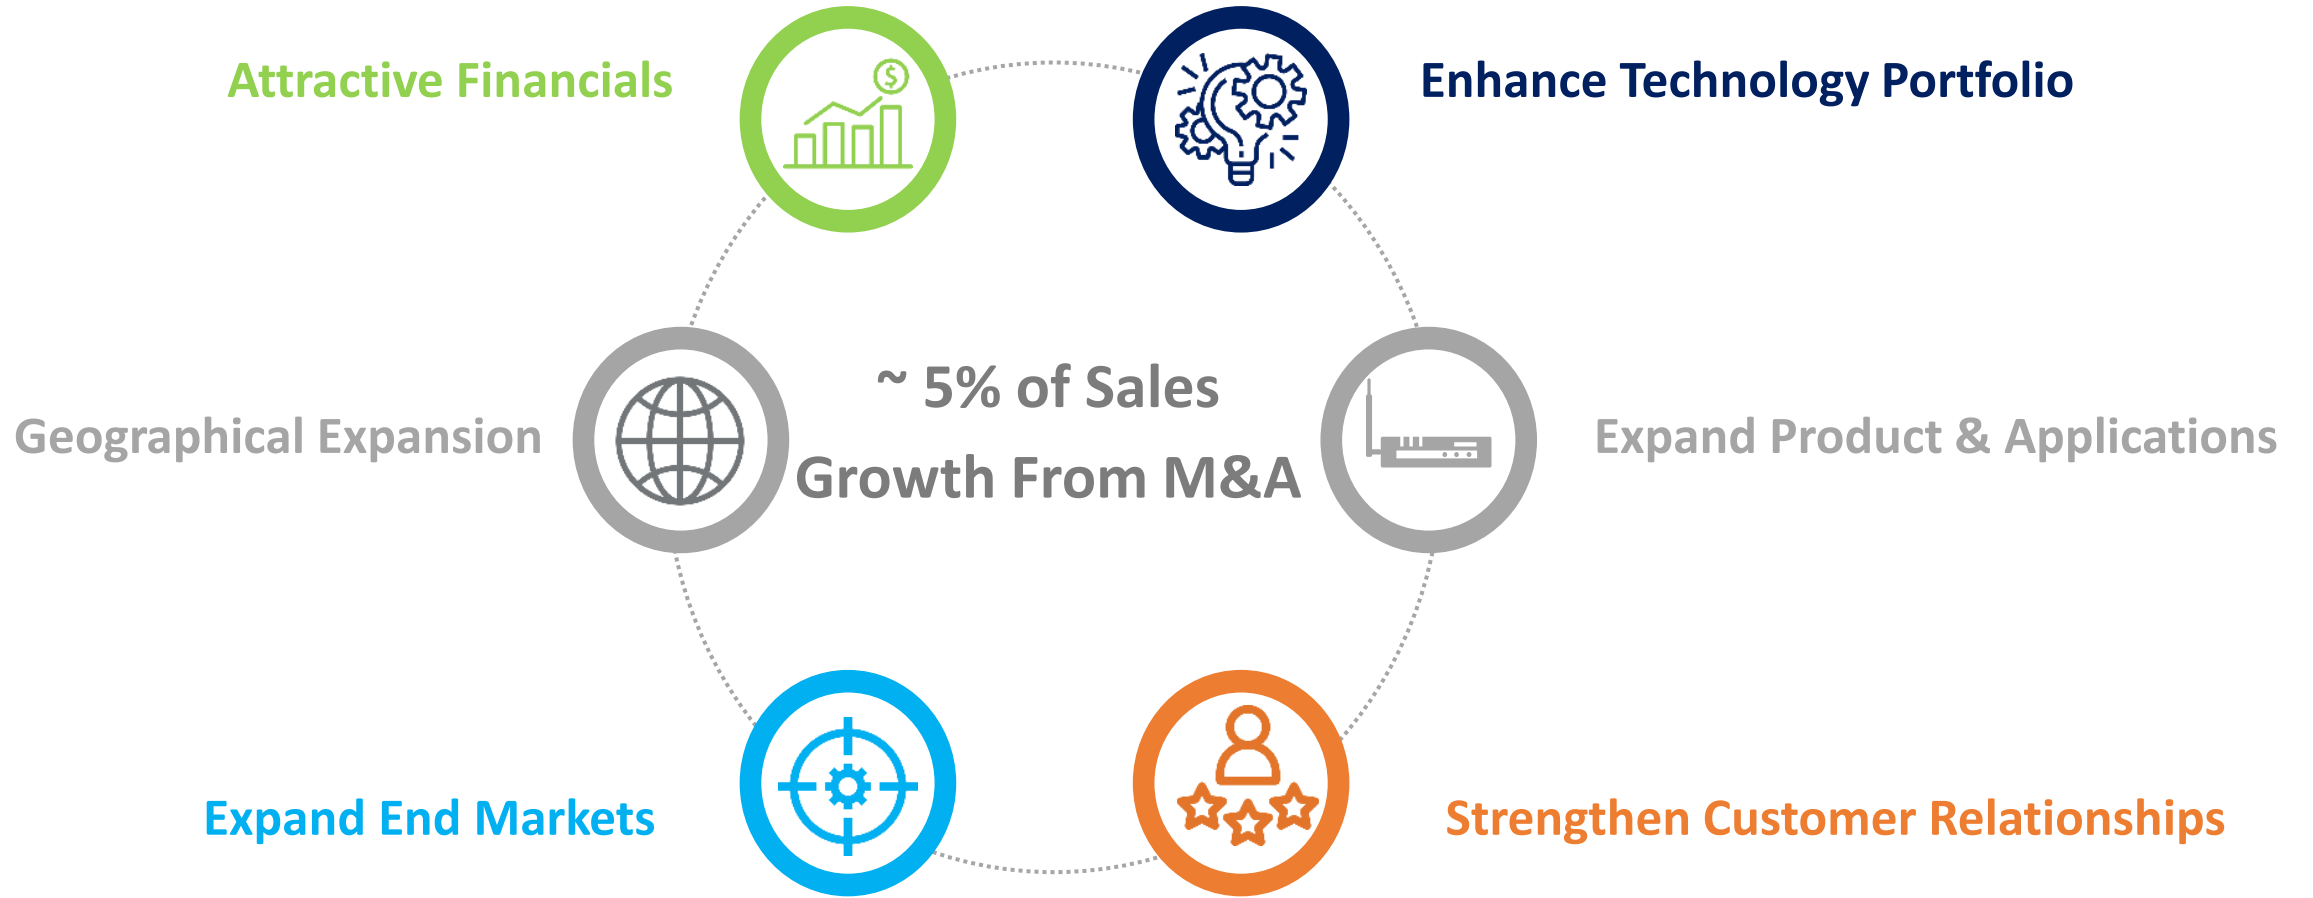 Attractive Financials
Enhance Technology Portfolio
$
~ 5% of Sales
Growth From M&A
Geographical Expansion
Expand Product & Applications
Expand End Markets
Strengthen Customer Relationships